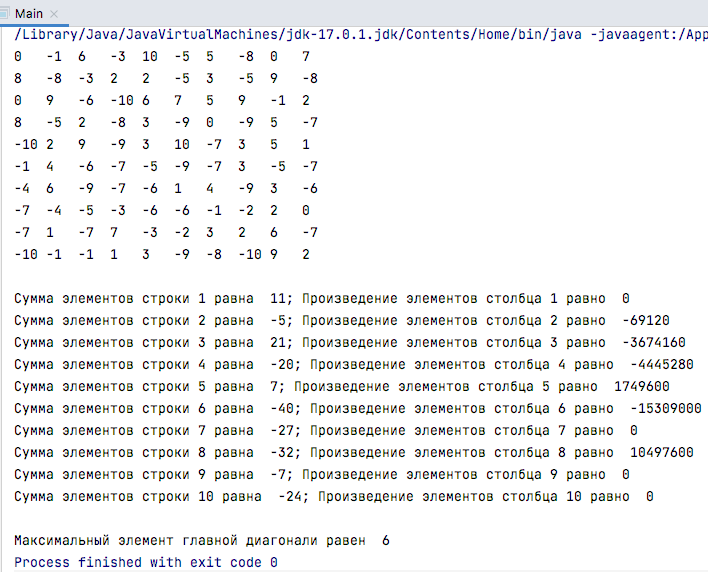 Main
/Library/Java/JavaVirtualMachines/jdk-17.0.1.jdk/Contents/Home/bin/java -javaagent:/App
0 -1 6 -3 10 -5 5 -8 0 7
8 -8 -3 2 2 -5 3 -5 9 -8
0 9 -6 -10 6 7 5 9 -1 2
8 -5 2 -8 3 -9 0 -9 5 -7
-10 2 9 -9 3 10 -7 3 5 1
-1 4 -6 -7 -5 -9 -7 3 -5 -7
-4 6 -9 -7 -6 1 4 -9 3 -6
-7 -4 -5 -3 -6 -6 -1 -2 2 0
-7 1 -7 7 -3 -2 3 2 6 -7
-10 -1 -1 1 3 -9 -8 -10 9 2
Сумма элементов строки 1 равна  11; Произведение элементов столбца 1 равно  0
Сумма элементов строки 2 равна  -5; Произведение элементов столбца 2 равно  -69120
Сумма элементов строки 3 равна  21; Произведение элементов столбца 3 равно  -3674160
Сумма элементов строки 4 равна  -20; Произведение элементов столбца 4 равно  -4445280
Сумма элементов строки 5 равна  7; Произведение элементов столбца 5 равно  1749600
Сумма элементов строки 6 равна  -40; Произведение элементов столбца 6 равно  -15309000
Сумма элементов строки 7 равна  -27; Произведение элементов столбца 7 равно  0
Сумма элементов строки 8 равна  -32; Произведение элементов столбца 8 равно  10497600
Сумма элементов строки 9 равна  -7; Произведение элементов столбца 9 равно  0
Сумма элементов строки 10 равна  -24; Произведение элементов столбца 10 равно  0
Максимальный элемент главной диагонали равен  6
Process finished with exit code 0